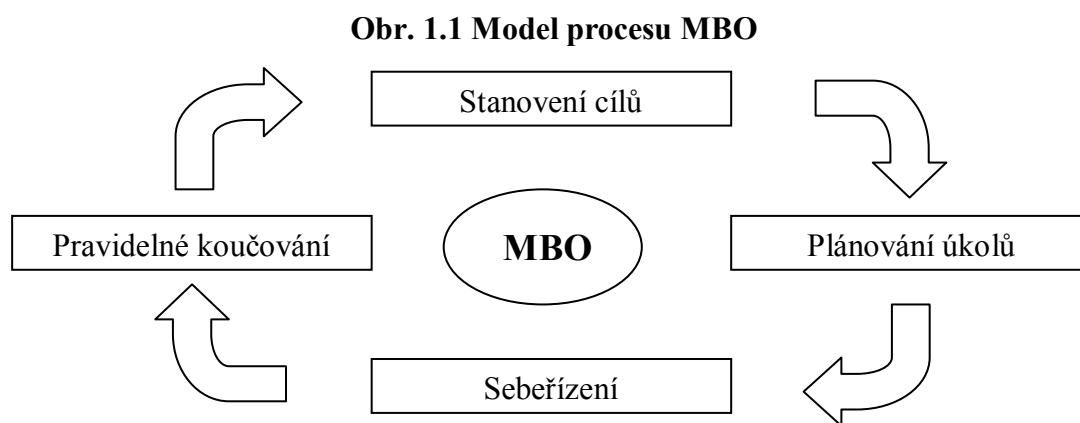 Obr. 1.1 Model procesu MBO
Stanovení cílů
Pravidelné koučování
MBO
Plánování úkolů
Sebeřízení